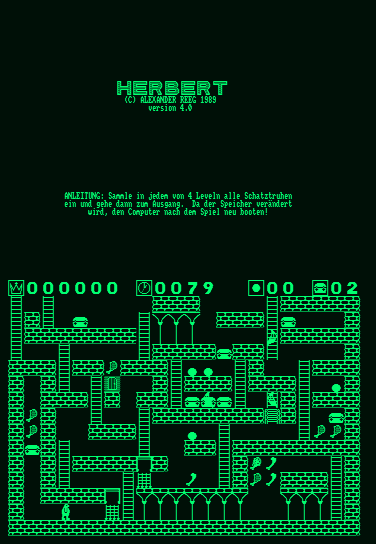 HERBERT
(C) ALEXANDER REEG 1989
version 4.0
ANLEITUNG: Sammle in jedem von 4 Leveln alle Schatztruhen
ein und gehe dann zum Ausgang. Da der Speicher verändert
wird, den Computer nach dem Spiel neu booten!
000000 0079 00 02